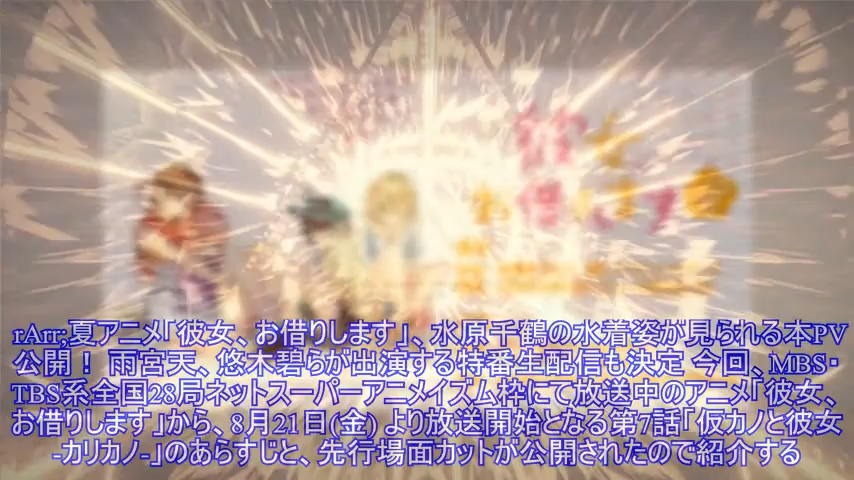 rArr;夏アニメ「彼女、お借りします」、水原千鶴の水着姿が見られる本PV
公開！ 雨宮天、悠木碧らが出演する特番生配信も決定 今回、MBS・
TBS系全国28局ネットスーパーアニメイズム枠にて放送中のアニメ「彼女、
お借りします」から、8月21日(金) より放送開始となる第7話「仮カノと彼女
-カリカノ-」のあらすじと、先行場面カットが公開されたので紹介する